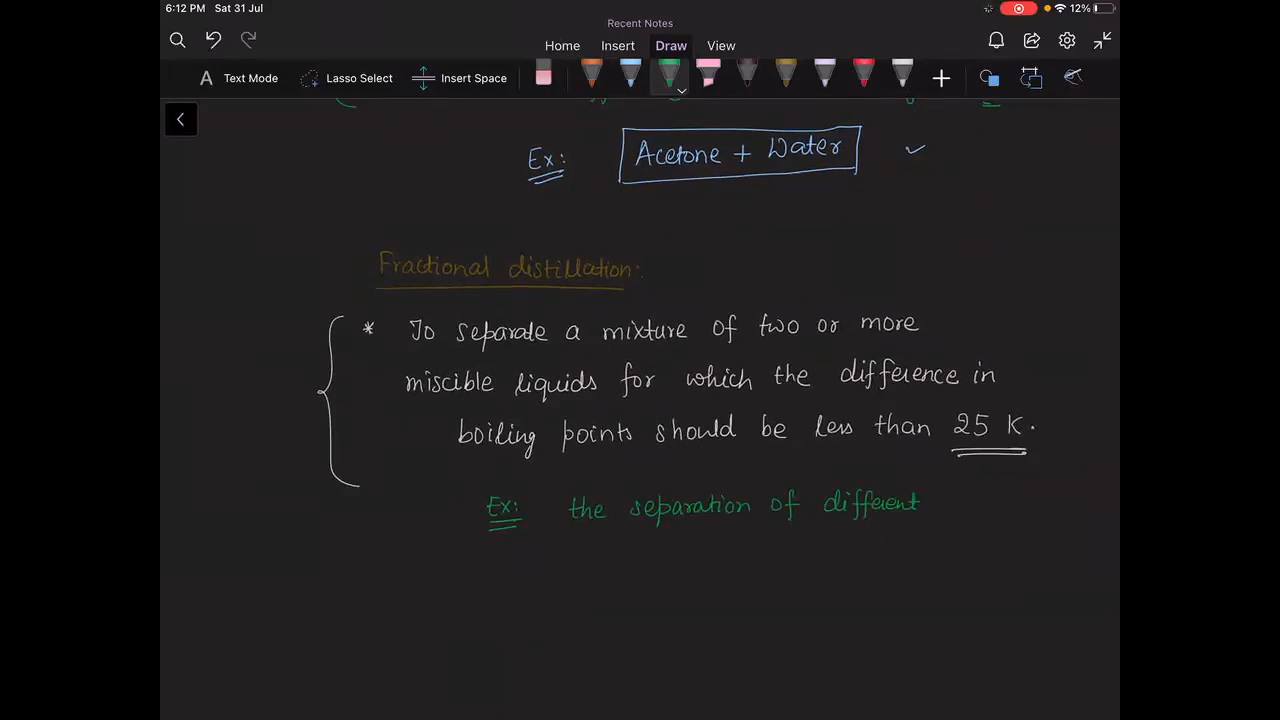 6:12 PM Sat 31 Jul
12%
Recent Notes
Home Insert Draw View
A Text Mode Lasso Select Insert Space
Ex: Acetone + Water
Fractional distillation:
* To separate a mixture of two or more
miscible liquids for which the difference in
boiling points should be less than 25 K.
Ex: the separation of different